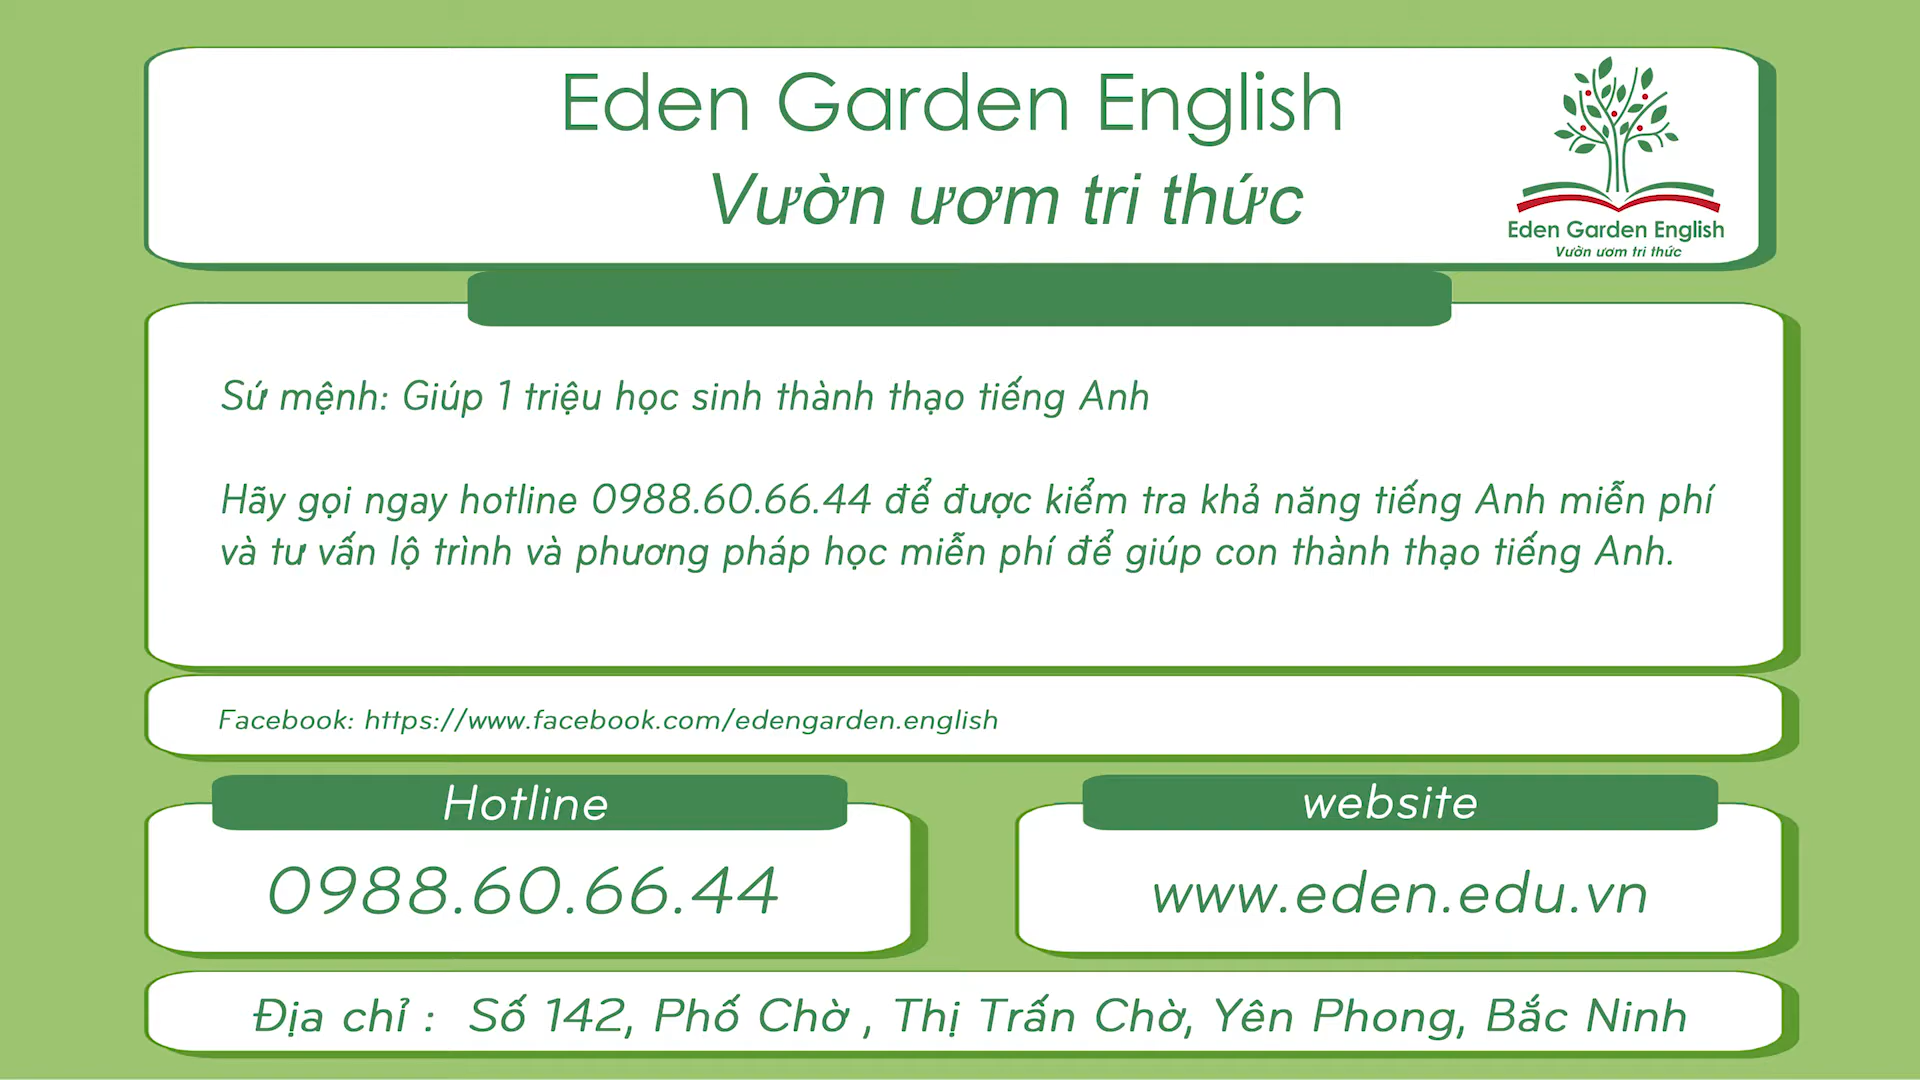 Eden Garden English
Vườn ươm tri thức
Eden Garden English
Vườn ươm tri thức
Sứ mệnh: Giúp 1 triệu học sinh thành thạo tiếng Anh
Hãy gọi ngay hotline 0988.60.66.44 để được kiểm tra khả năng tiếng Anh miễn phí
và tư vấn lộ trình và phương pháp học miễn phí để giúp con thành thạo tiếng Anh.
Facebook: https://www.facebook.com/edengarden.english
Hotline
0988.60.66.44
website
www.eden.edu.vn
Địa chỉ :  Số 142, Phố Chờ , Thị Trấn Chờ, Yên Phong, Bắc Ninh